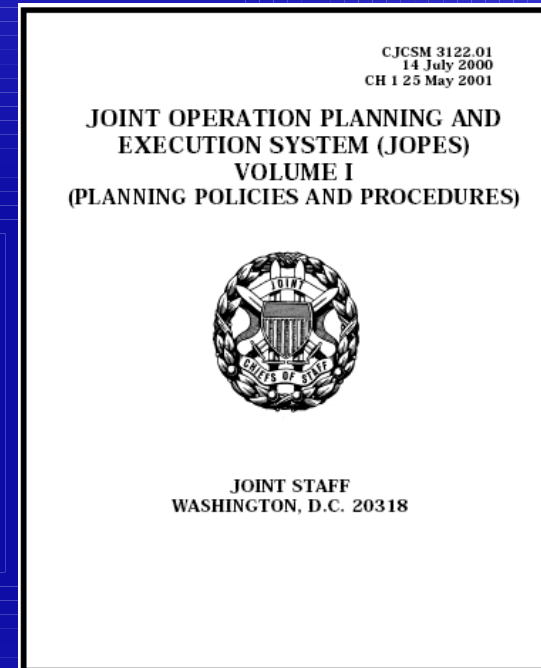 CJCSM 3122.01
14 July 2000
CH 1 25 May 2001
JOINT OPERATION PLANNING AND
EXECUTION SYSTEM (JOPES)
VOLUME I
(PLANNING POLICIES AND PROCEDURES)
JOINT
CHIEFS OF STAFF
JOINT STAFF
WASHINGTON, D.C. 20318